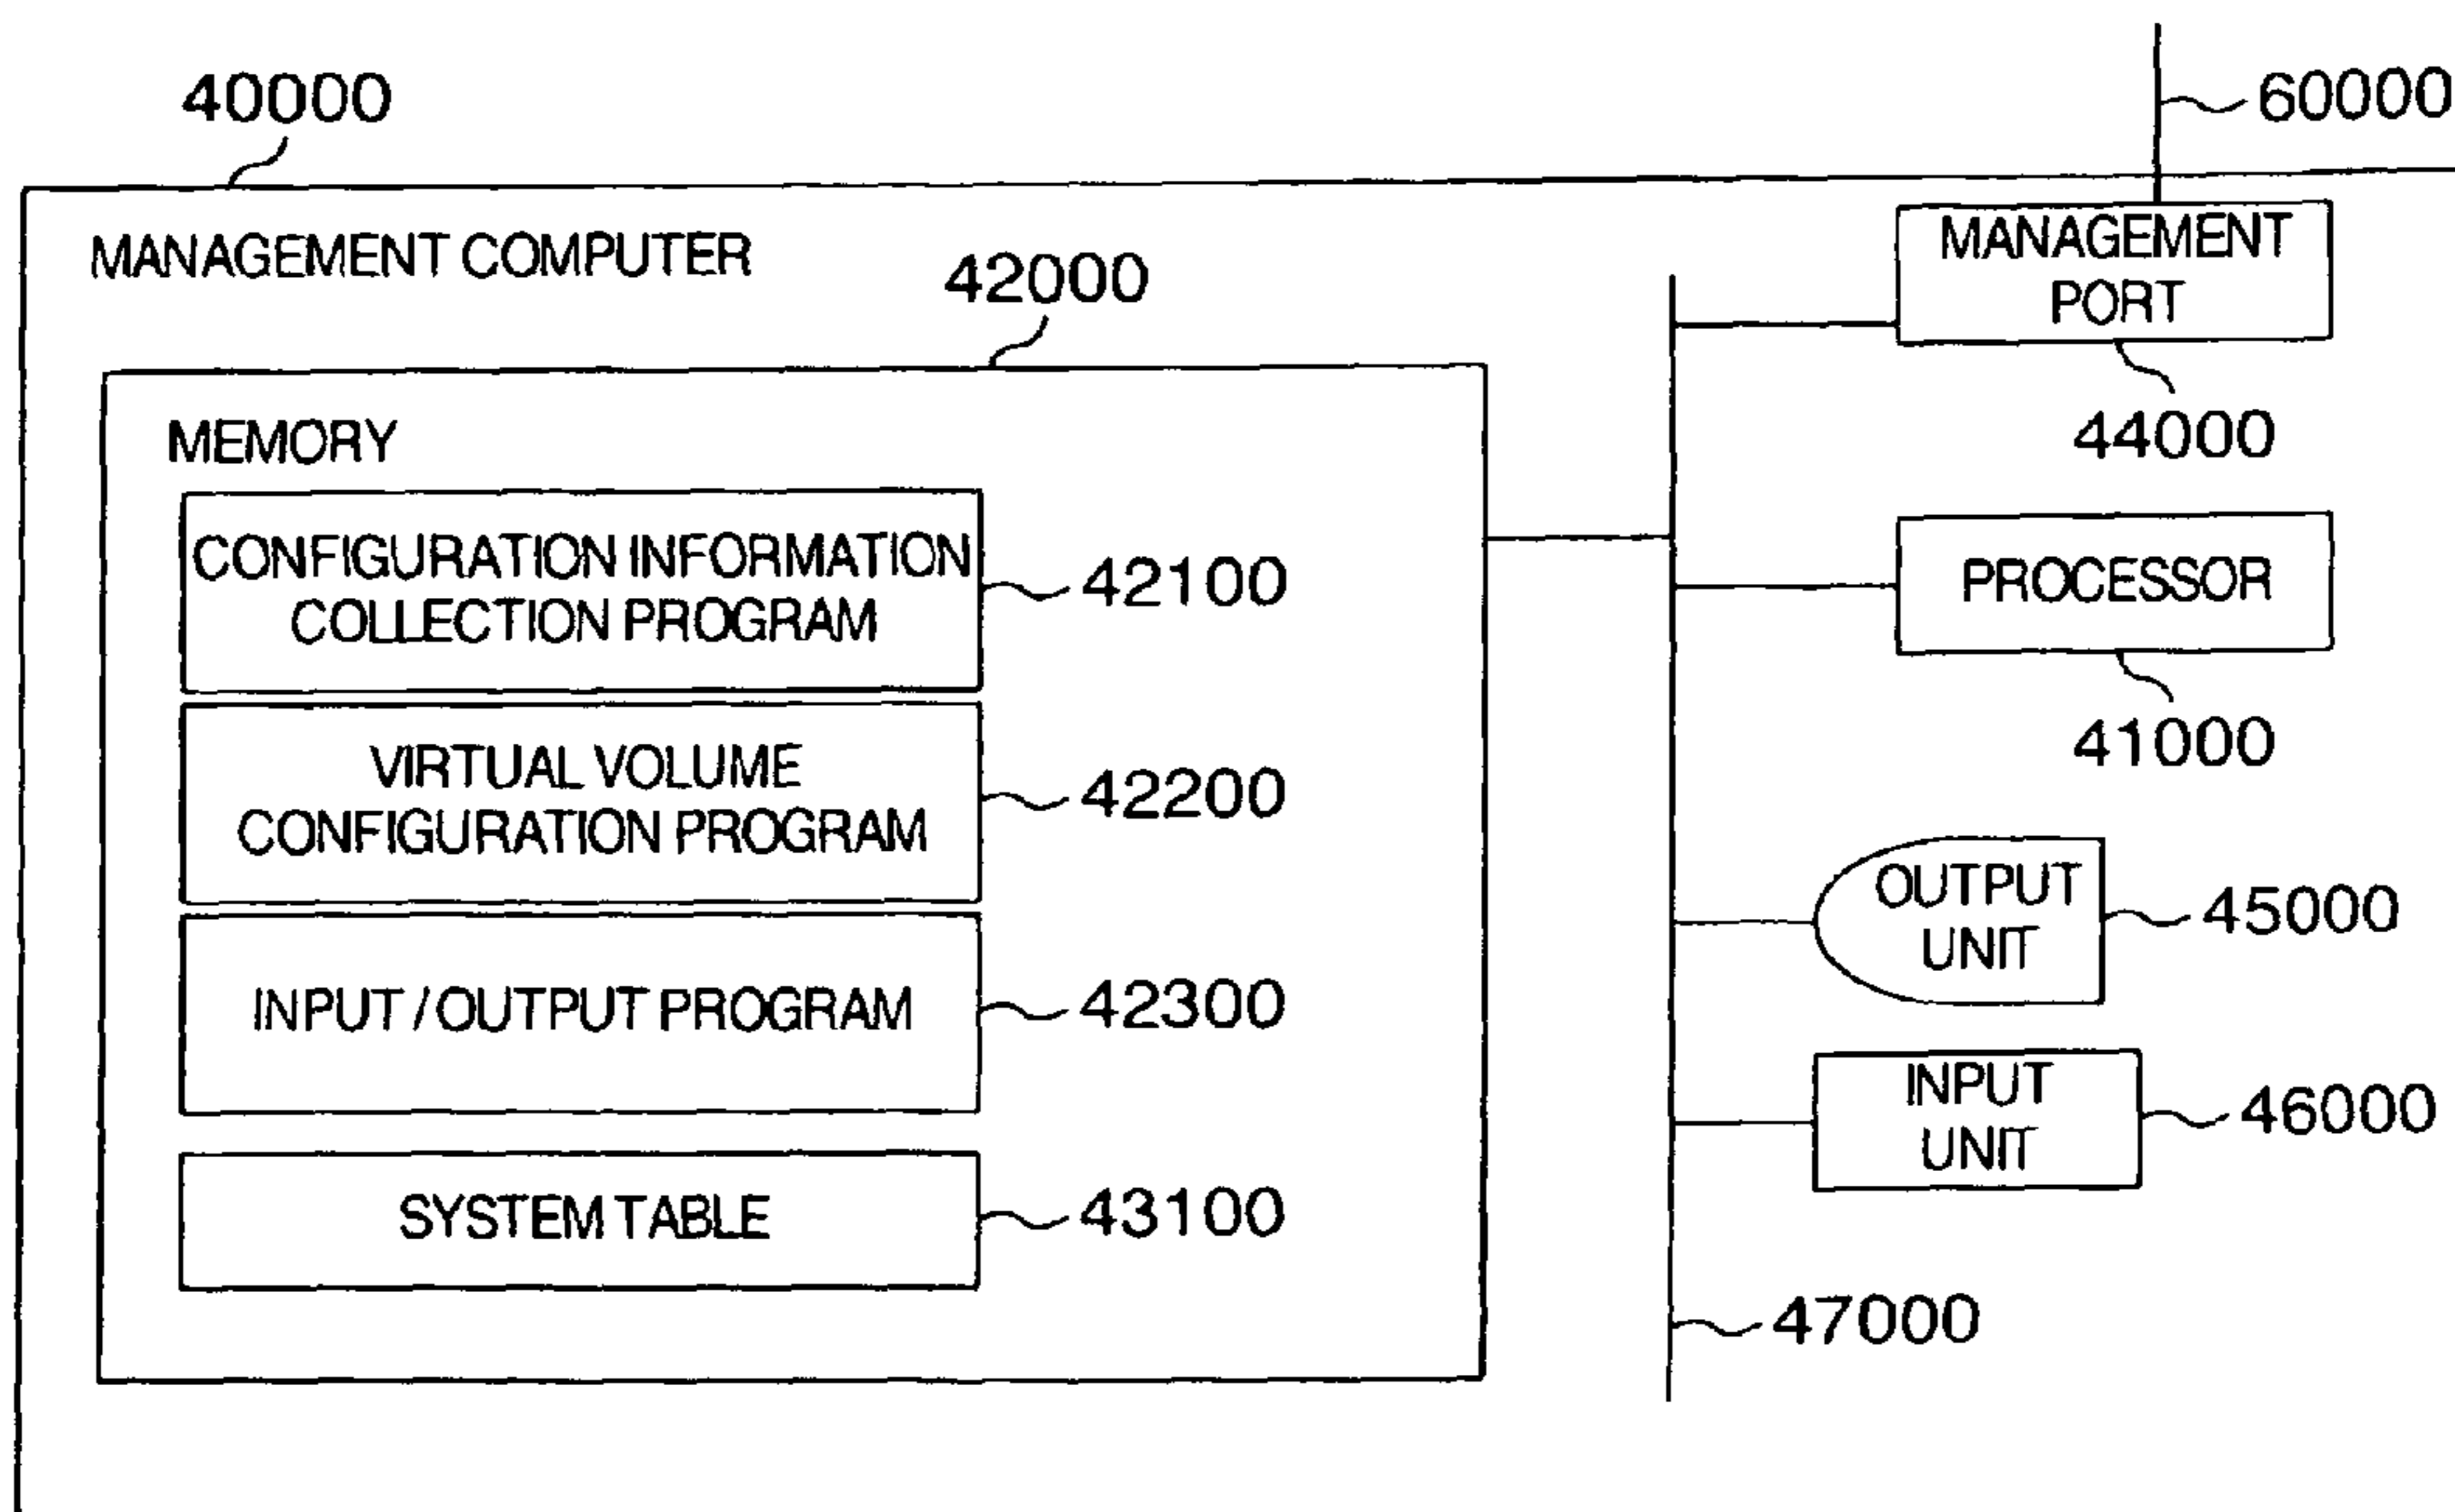 40000
60000
MANAGEMENT COMPUTER
42000
MEMORY
CONFIGURATION INFORMATION
COLLECTION PROGRAM
42100
VIRTUAL VOLUME
CONFIGURATION PROGRAM
42200
INPUT / OUTPUT PROGRAM
42300
SYSTEM TABLE
43100
MANAGEMENT
PORT
44000
PROCESSOR
41000
OUTPUT
UNIT
45000
INPUT
UNIT
46000
47000